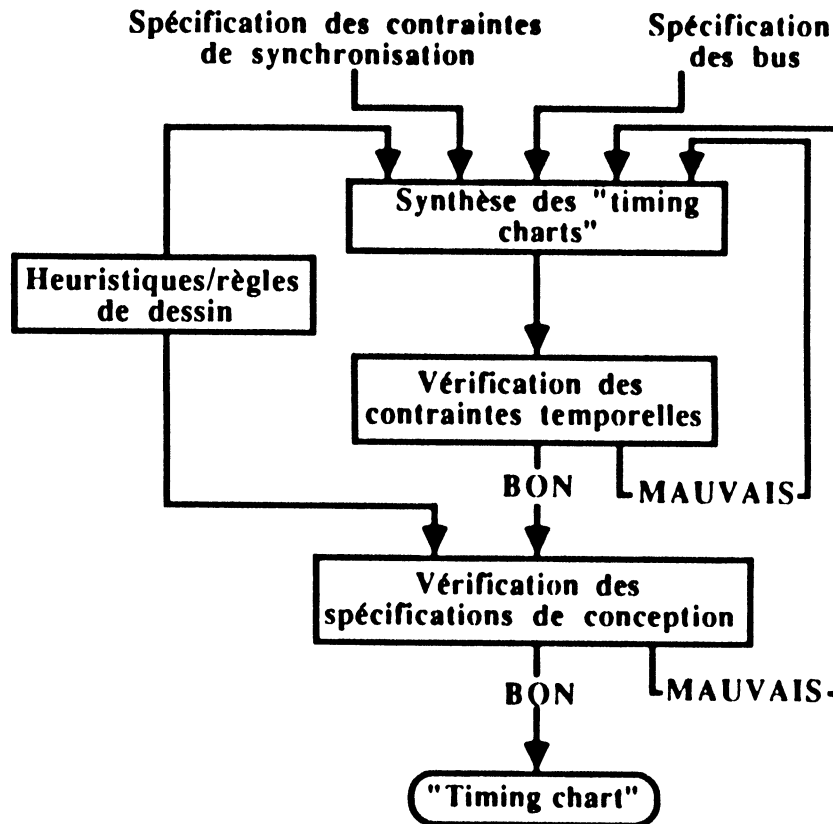 Spécification des contraintes
de synchronisation
Spécification
des bus
Synthèse des "timing
charts"
Heuristiques/règles
de dessin
Vérification des
contraintes temporelles
BON
MAUVAIS
Vérification des
spécifications de conception
BON
MAUVAIS
"Timing chart"